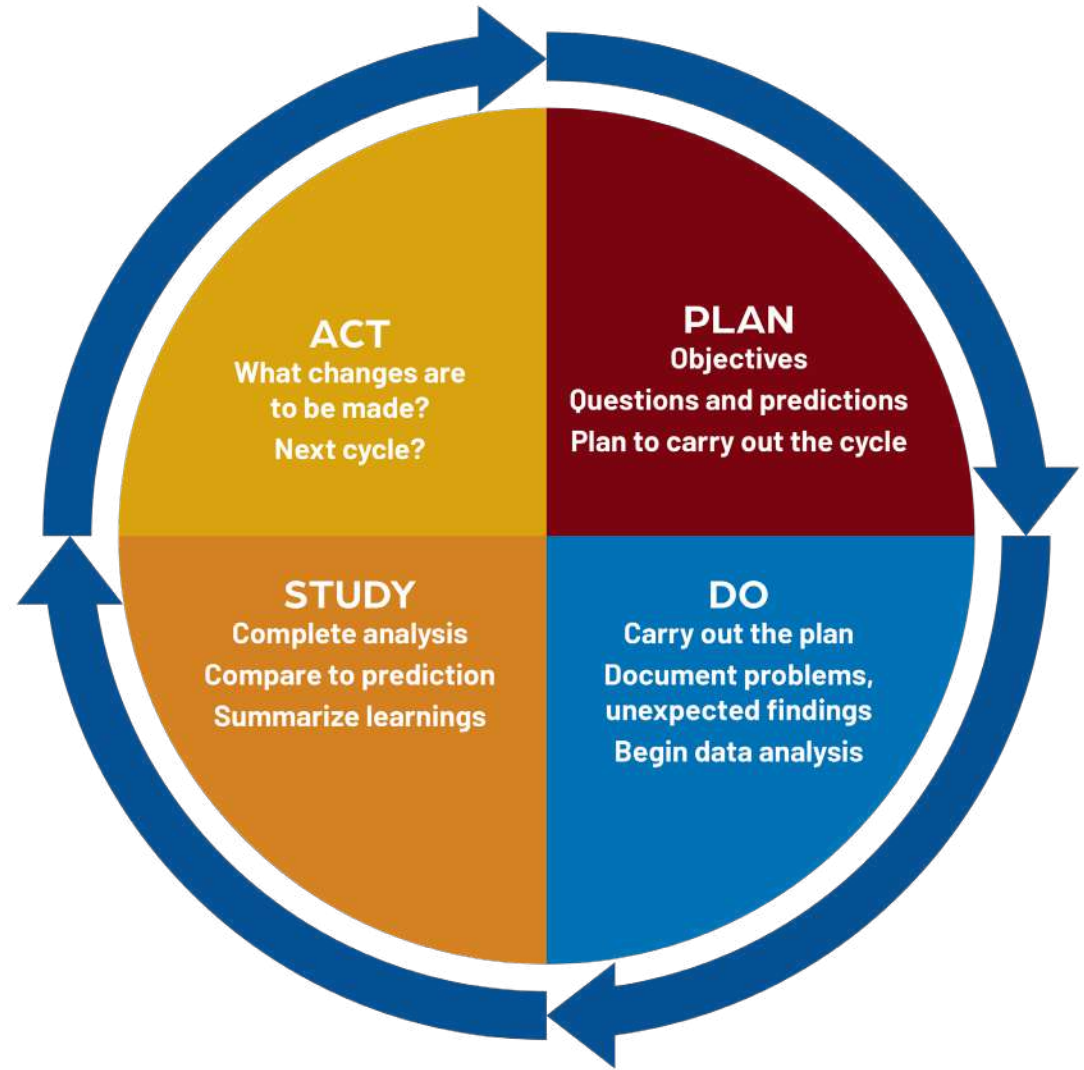 ACT
What changes are
to be made?
Next cycle?
PLAN
Objectives
Questions and predictions
Plan to carry out the cycle
STUDY
Complete analysis
Compare to prediction
Summarize learnings
DO
Carry out the plan
Document problems,
unexpected findings
Begin data analysis